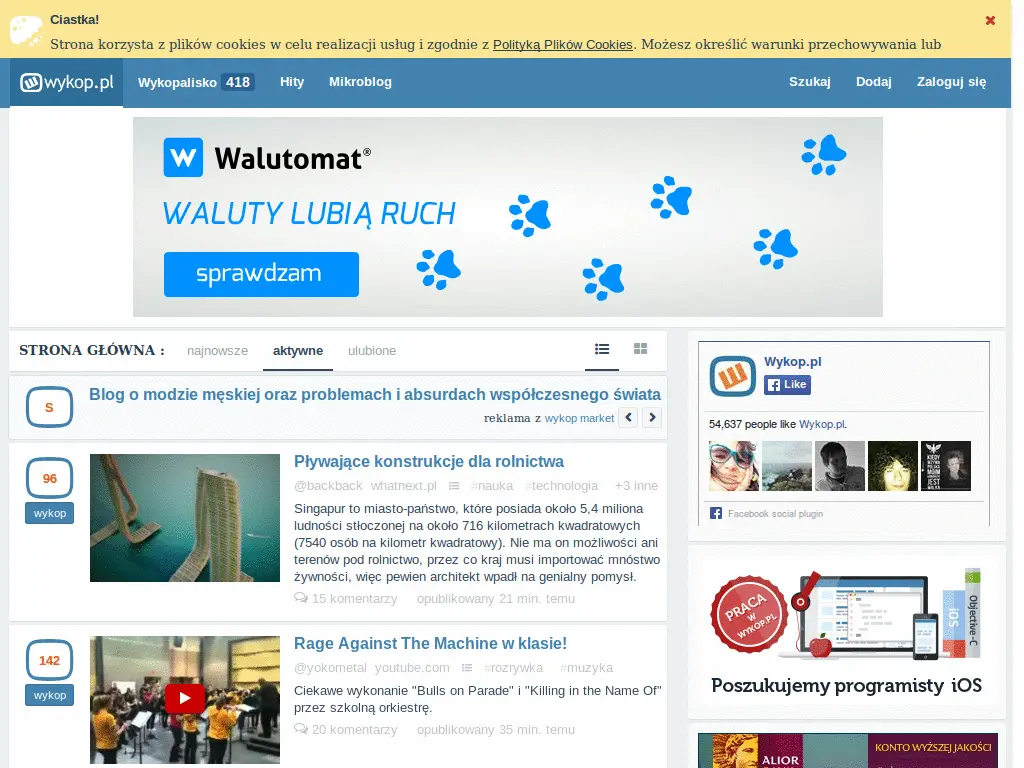 Ciastka!
Strona korzysta z plików cookies w celu realizacji usług i zgodnie z Polityką Plików Cookies. Możesz określić warunki przechowywania lub
wykop.pl
Wykopalisko 418
Hity
Mikroblog
Szukaj
Dodaj
Zaloguj się
W Walutomat®
WALUTY LUBIĄ RUCH
sprawdzam
STRONA GŁÓWNA :
najnowsze
aktywne
ulubione
S
Blog o modzie męskiej oraz problemach i absurdach współczesnego świata
reklama z wykop market
96
wykop
Pływające konstrukcje dla rolnictwa
@backback whatnext.pl #nauka #technologia +3 inne
Singapur to miasto-państwo, które posiada około 5,4 miliona
ludności stłoczonej na około 716 kilometrach kwadratowych
(7540 osób na kilometr kwadratowy). Nie ma on możliwości ani
terenów pod rolnictwo, przez co kraj musi importować mnóstwo
żywności, więc pewien architekt wpadł na genialny pomysł.
15 komentarzy opublikowany 21 min. temu
142
wykop
Rage Against The Machine w klasie!
@yokometal youtube.com #rozrywka #muzyka
Ciekawe wykonanie "Bulls on Parade" i "Killing in the Name Of"
przez szkolną orkiestrę.
20 komentarzy opublikowany 35 min. temu
Wykop.pl
Like
54,637 people like Wykop.pl.
KIEDY
POLSKA
MOIM
JEST
Facebook social plugin
PRACA
W
WYKOP.PL
iOS
Objective-C
Poszukujemy programisty iOS
ALIOR
KONTO WYŻSZEJ JAKOŚCI